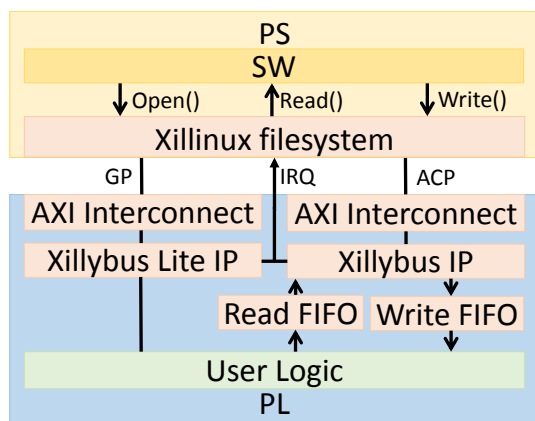 PS
SW
Open() Read() Write()
Xillinux filesystem
GP IRQ ACP
AXI Interconnect AXI Interconnect
Xillybus Lite IP Xillybus IP
Read FIFO Write FIFO
User Logic
PL